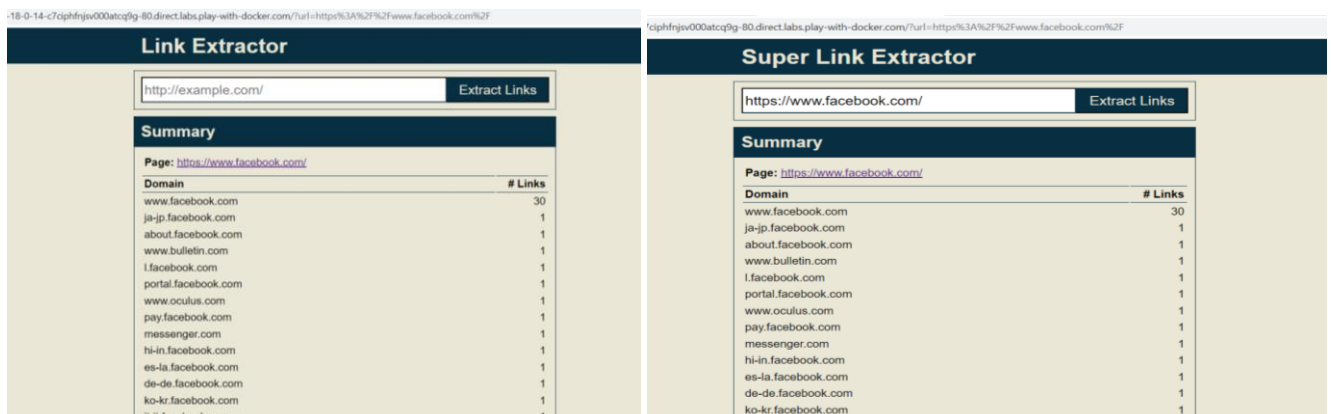 -18-0-14-c7ciphfnjsv000atcq9g-80.direct.labs.play-with-docker.com/?url=https%3A%2F%2Fwww.facebook.com%2F
Link Extractor
http://example.com/ Extract Links
Summary
Page: https://www.facebook.com/
Domain # Links
www.facebook.com 30
ja-jp.facebook.com 1
about.facebook.com 1
www.bulletin.com 1
l.facebook.com 1
portal.facebook.com 1
www.oculus.com 1
pay.facebook.com 1
messenger.com 1
hi-in.facebook.com 1
es-la.facebook.com 1
de-de.facebook.com 1
ko-kr.facebook.com 1
7ciphfnjsv000atcq9g-80.direct.labs.play-with-docker.com/?url=https%3A%2F%2Fwww.facebook.com%2F
Super Link Extractor
https://www.facebook.com/ Extract Links
Summary
Page: https://www.facebook.com/
Domain # Links
www.facebook.com 30
ja-jp.facebook.com 1
about.facebook.com 1
www.bulletin.com 1
l.facebook.com 1
portal.facebook.com 1
www.oculus.com 1
pay.facebook.com 1
messenger.com 1
hi-in.facebook.com 1
es-la.facebook.com 1
de-de.facebook.com 1
ko-kr.facebook.com 1